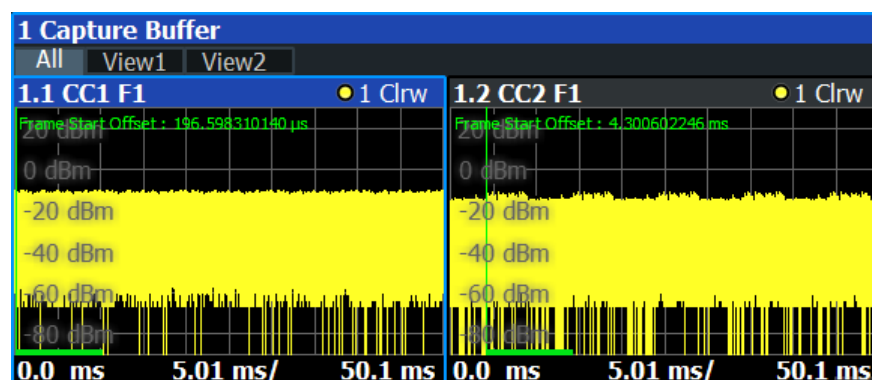 1 Capture Buffer
All View1 View2
1.1 CC1 F1 1 Clrw
Frame Start Offset : 196.598310140 µs
20 dBm
0 dBm
-20 dBm
-40 dBm
-60 dBm
-80 dBm
0.0 ms 5.01 ms/ 50.1 ms
1.2 CC2 F1 1 Clrw
Frame Start Offset : 4.300602246 ms
20 dBm
0 dBm
-20 dBm
-40 dBm
-60 dBm
-80 dBm
0.0 ms 5.01 ms/ 50.1 ms